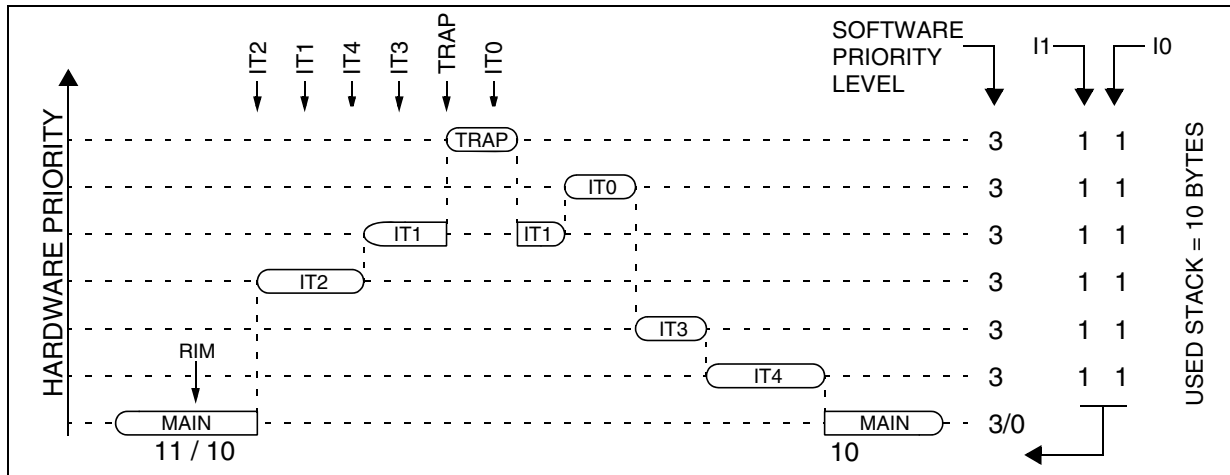 SOFTWARE
PRIORITY
LEVEL
I1
I0
IT2
IT1
IT4
IT3
TRAP
IT0
HARDWARE PRIORITY
TRAP
3
1 1
IT0
3
1 1
IT1
IT1
3
1 1
IT2
3
1 1
IT3
3
1 1
RIM
IT4
3
1 1
MAIN
MAIN
3/0
11 / 10
10
USED STACK = 10 BYTES